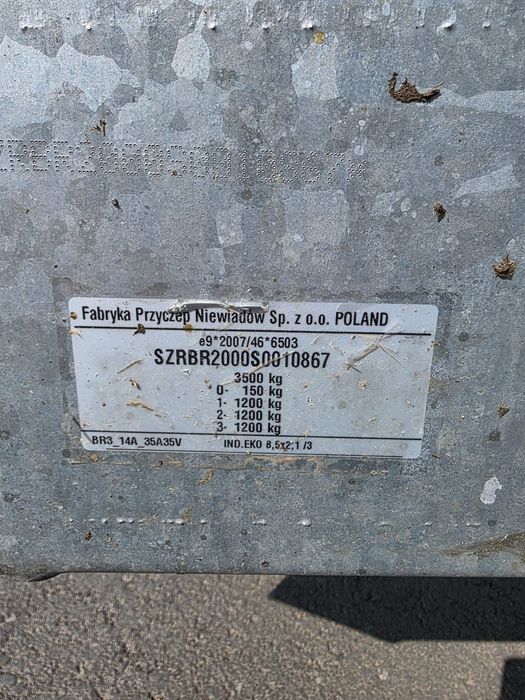 Fabryka Przyczep Niewiadów Sp. z o.o. POLAND
e9*2007/46*6503
SZRBR2000S0010867
3500 kg
0- 150 kg
1- 1200 kg
2- 1200 kg
3- 1200 kg
BR3_14A_35A35V IND.EKO 8,5x2,1 /3